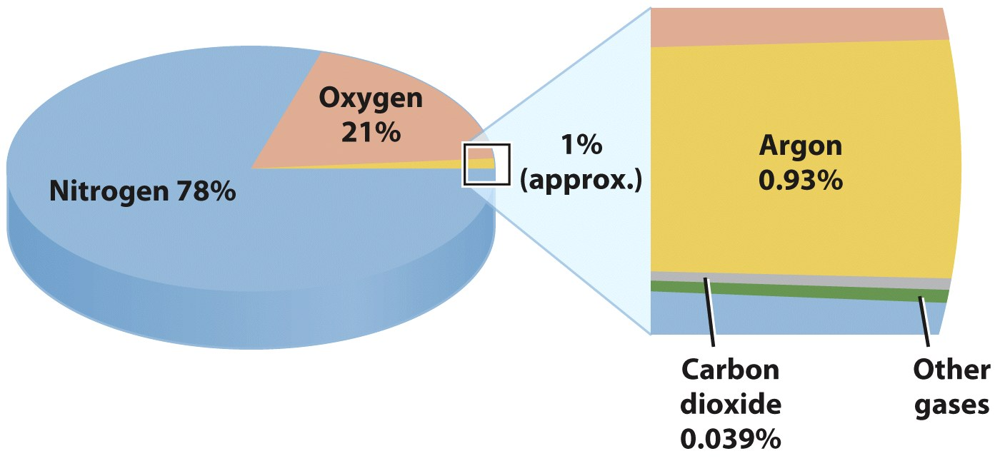 Oxygen
21%
Nitrogen 78%
1%
(approx.)
Argon
0.93%
Carbon
dioxide
0.039%
Other
gases